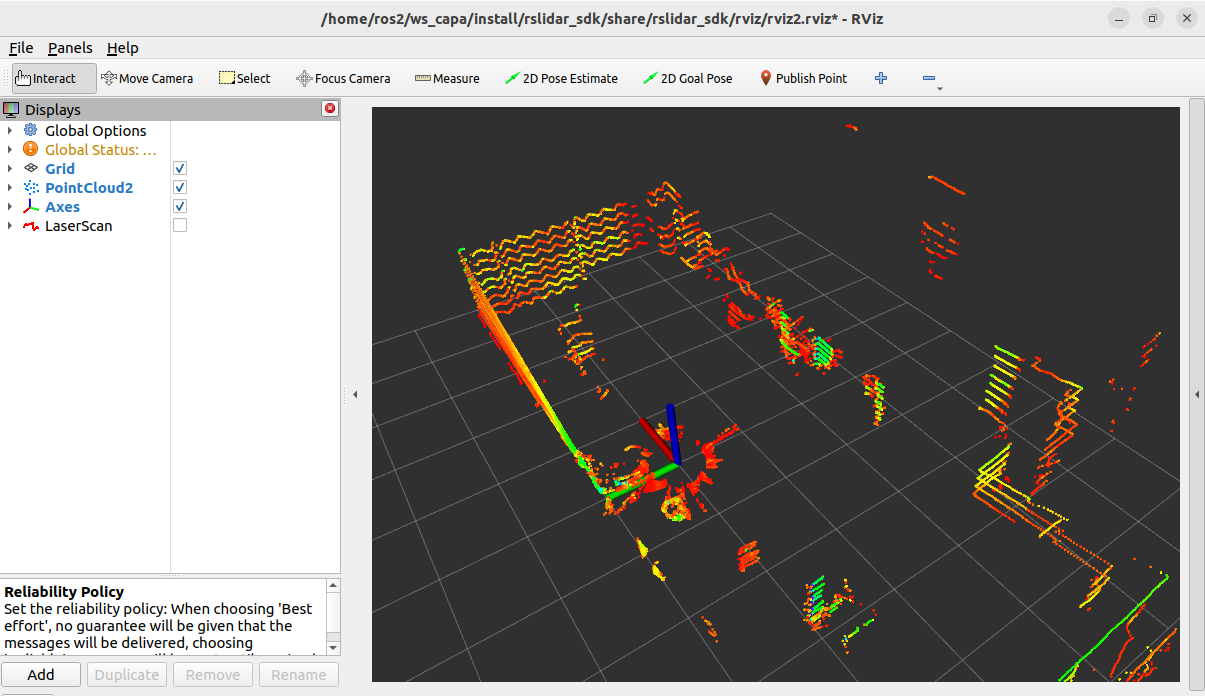 /home/ros2/ws_capa/install/rslidar_sdk/share/rslidar_sdk/rviz/rviz2.rviz* - RViz
File Panels Help
Interact Move Camera Select Focus Camera Measure 2D Pose Estimate 2D Goal Pose Publish Point
Displays
Global Options
Global Status: ...
Grid
PointCloud2
Axes
LaserScan
Reliability Policy
Set the reliability policy: When choosing 'Best
effort', no guarantee will be given that the
messages will be delivered, choosing
Add Duplicate Remove Rename